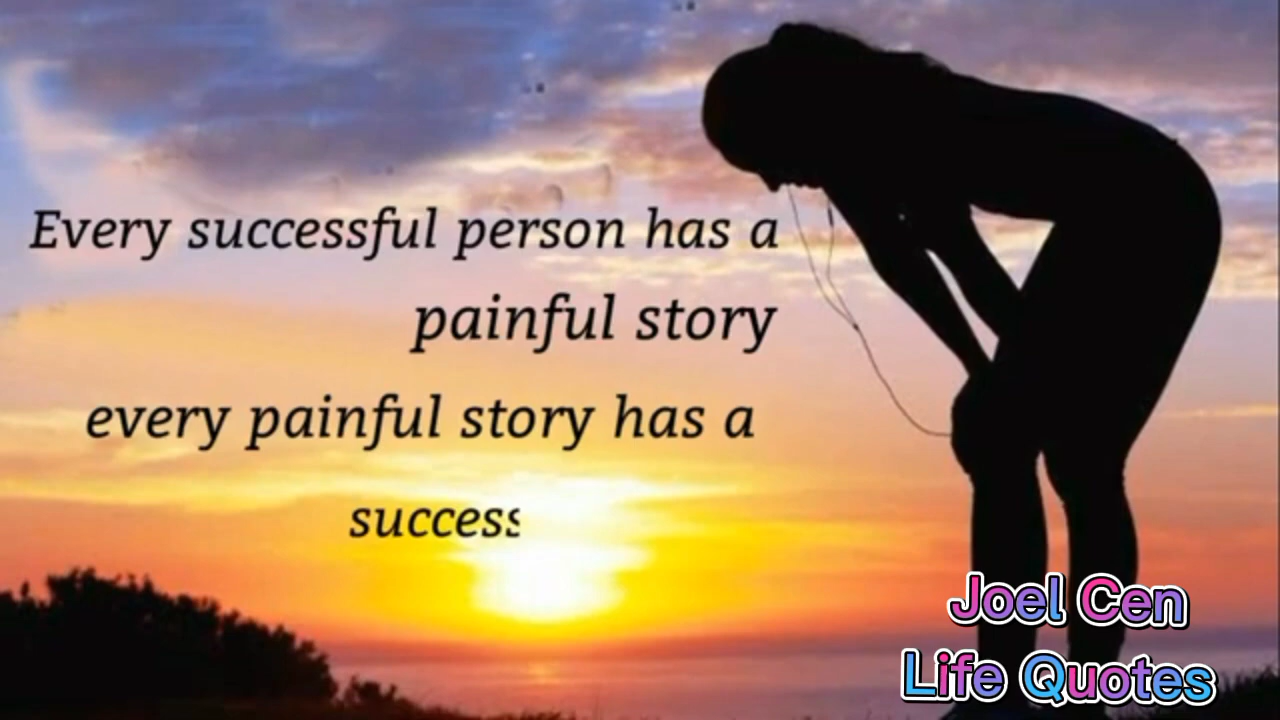 Every successful person has a
painful story
every painful story has a
success
Joel Cen
Life Quotes